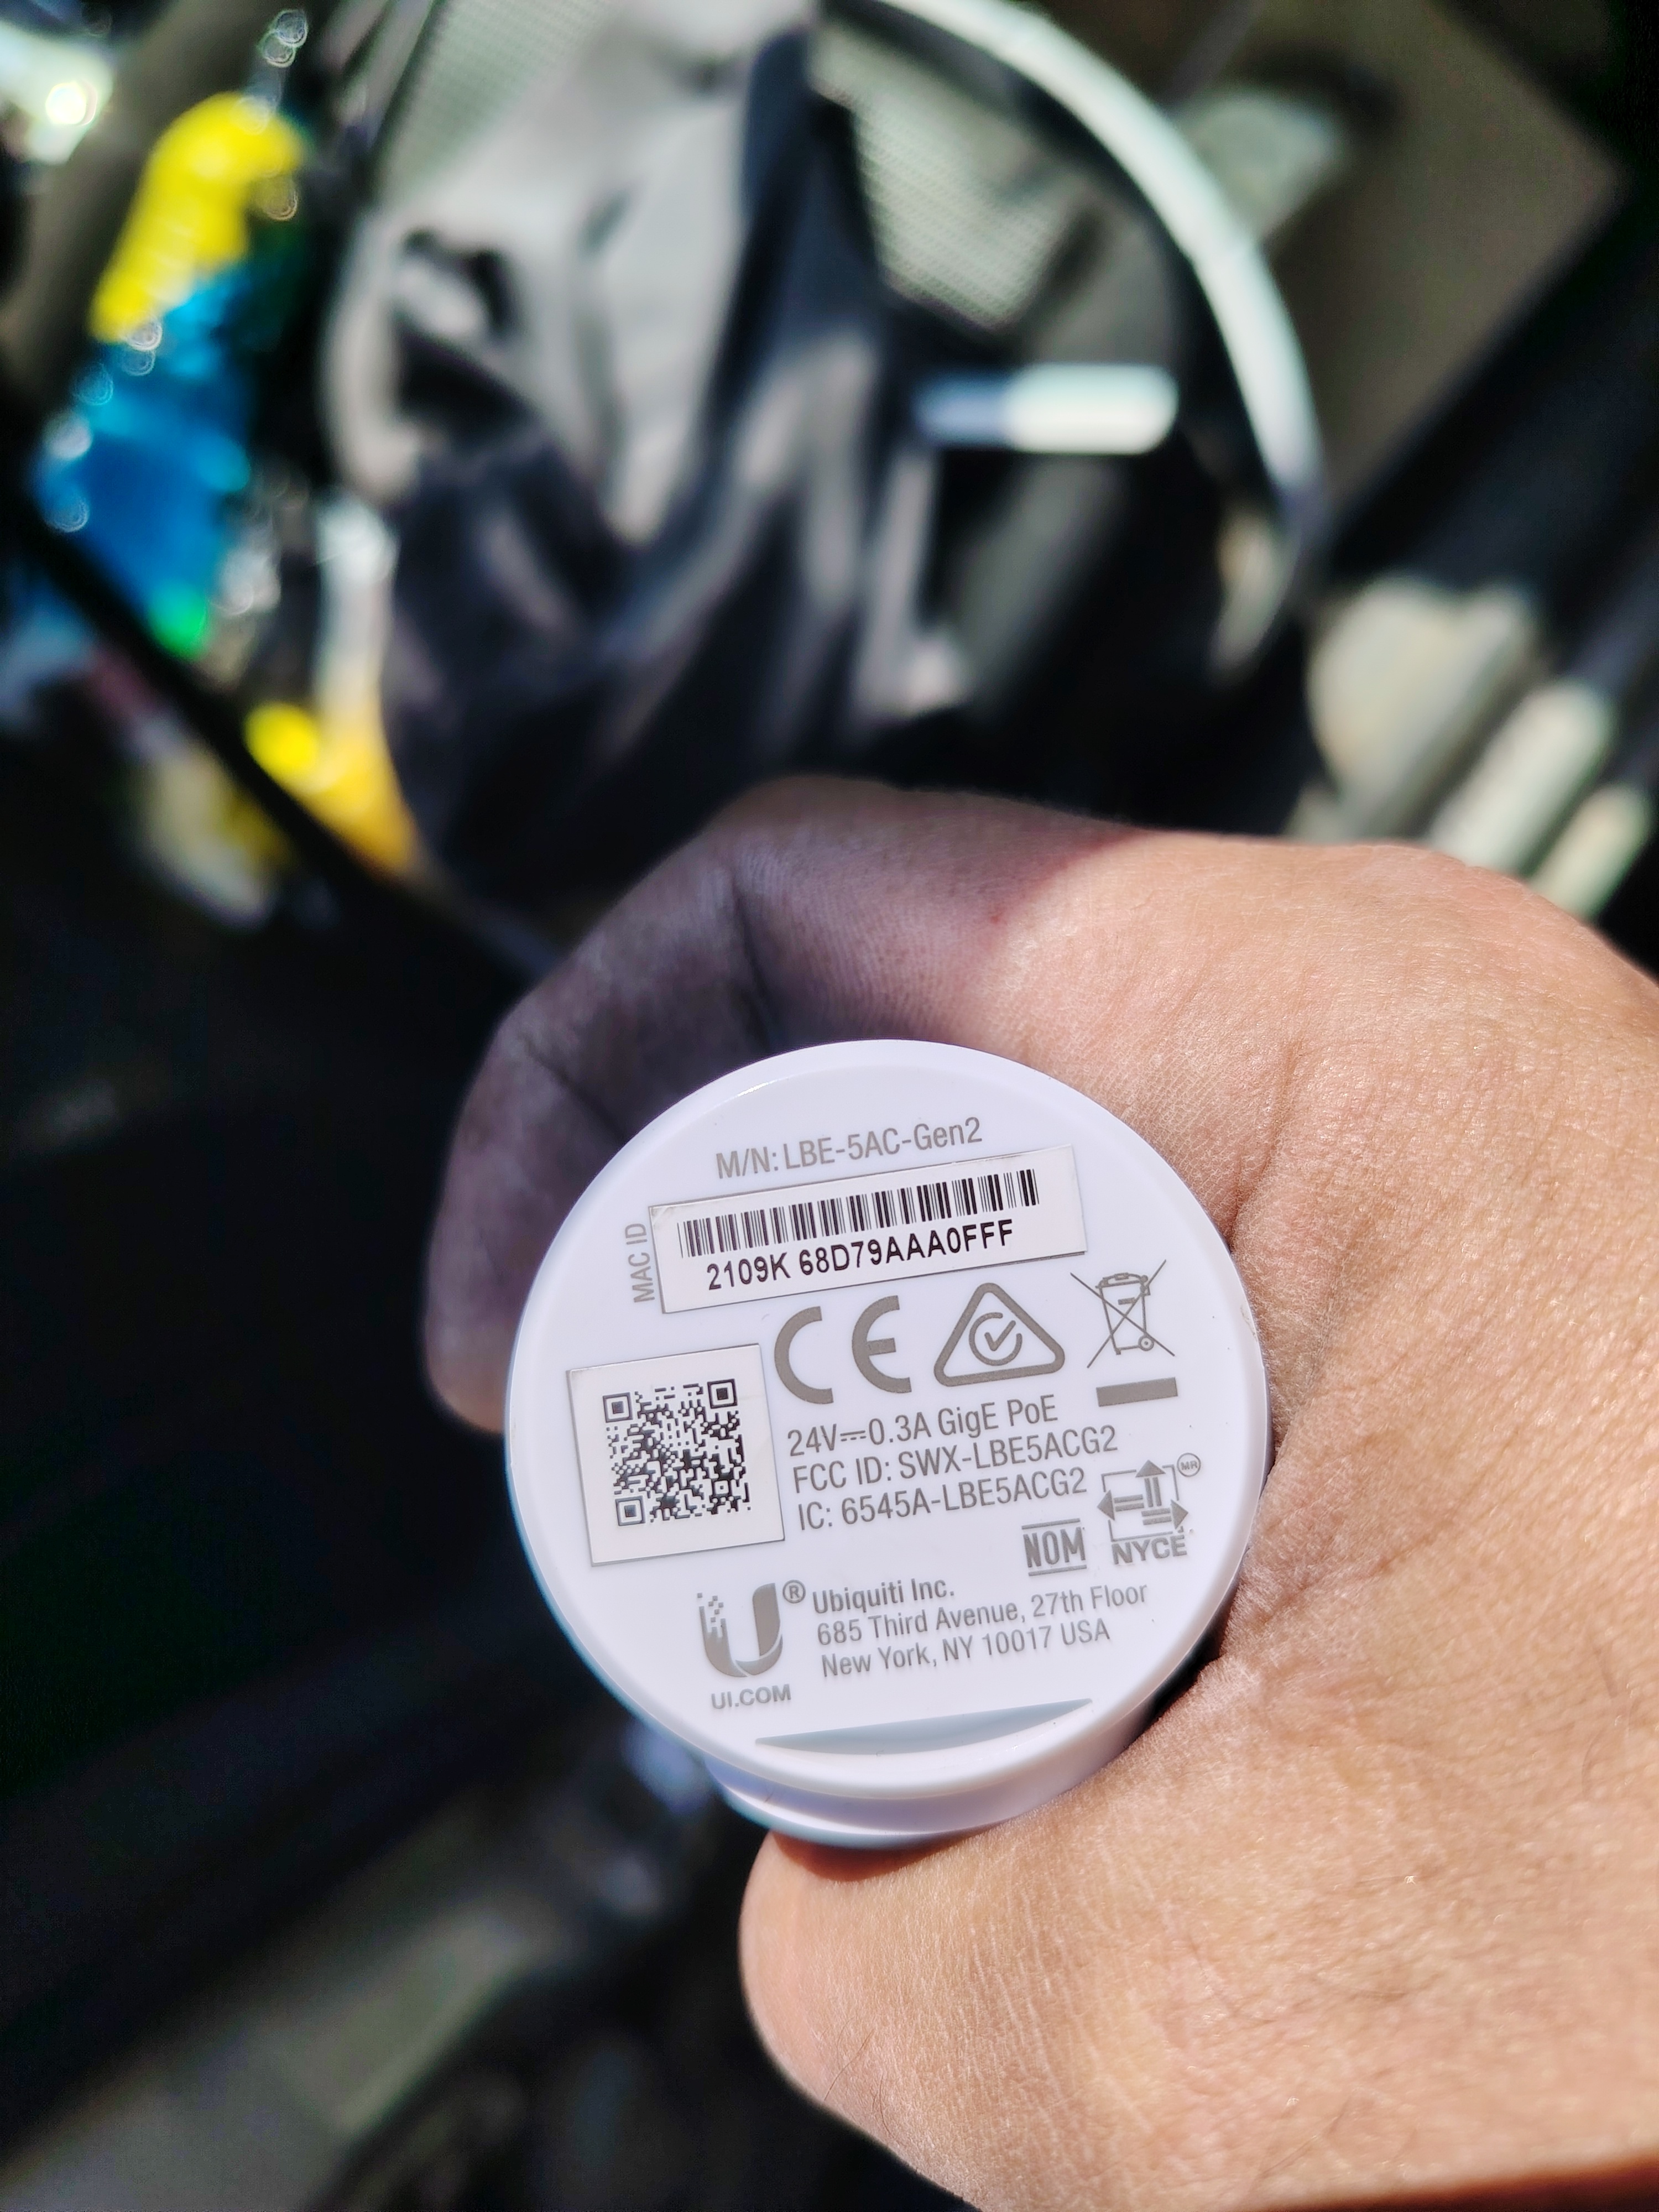 M/N: LBE-5AC-Gen2
MAC ID
2109K 68D79AAA0FFF
CE
24V⎓0.3A GigE PoE
FCC ID: SWX-LBE5ACG2
IC: 6545A-LBE5ACG2
MR
NOM
NYCE
U® Ubiquiti Inc.
685 Third Avenue, 27th Floor
New York, NY 10017 USA
UI.COM